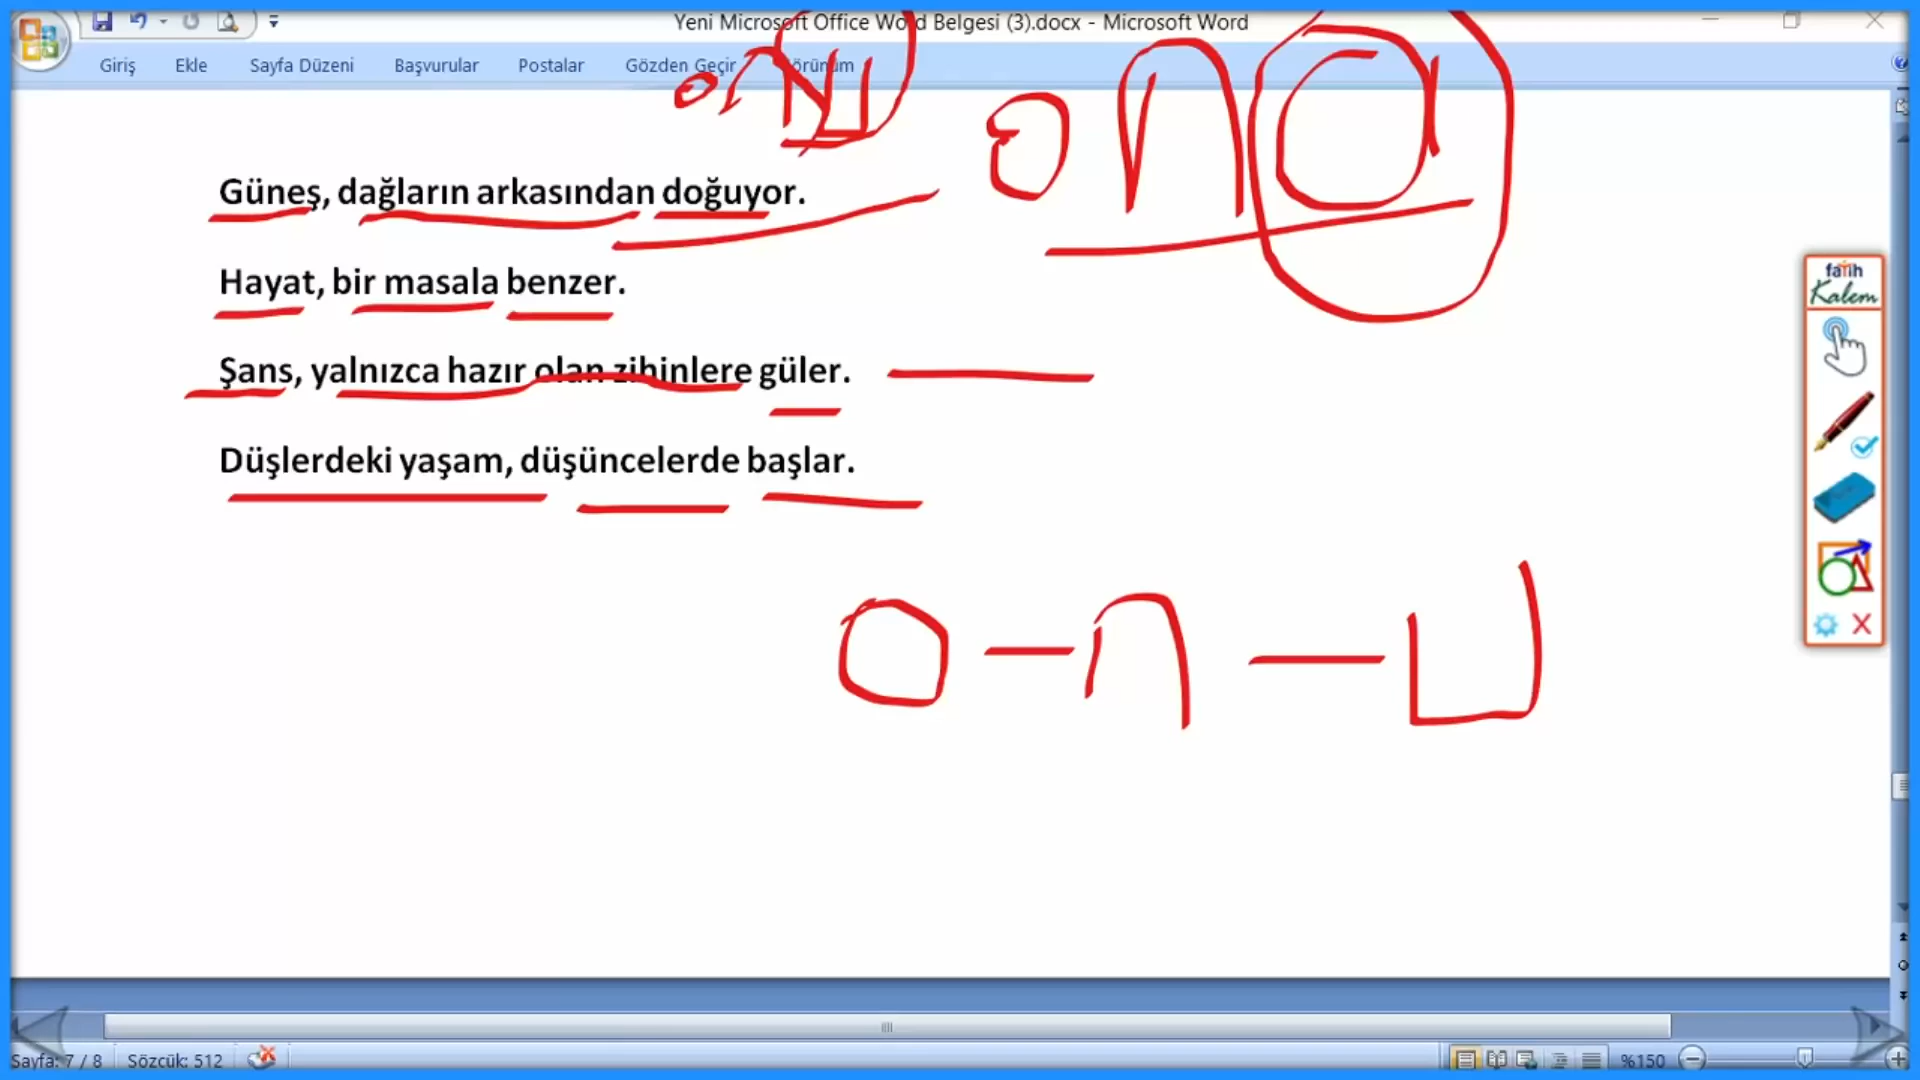 Yeni Microsoft Office Word Belgesi (3).docx - Microsoft Word
Giriş Ekle Sayfa Düzeni Başvurular Postalar Gözden Geçir
onu
ona
Güneş, dağların arkasından doğuyor.
Hayat, bir masala benzer.
fatih
Kalem
Şans, yalnızca hazır olan zihinlere güler.
Düşlerdeki yaşam, düşüncelerde başlar.
o - n - u
Sayfa: 7 / 8 Sözcük: 512 %150